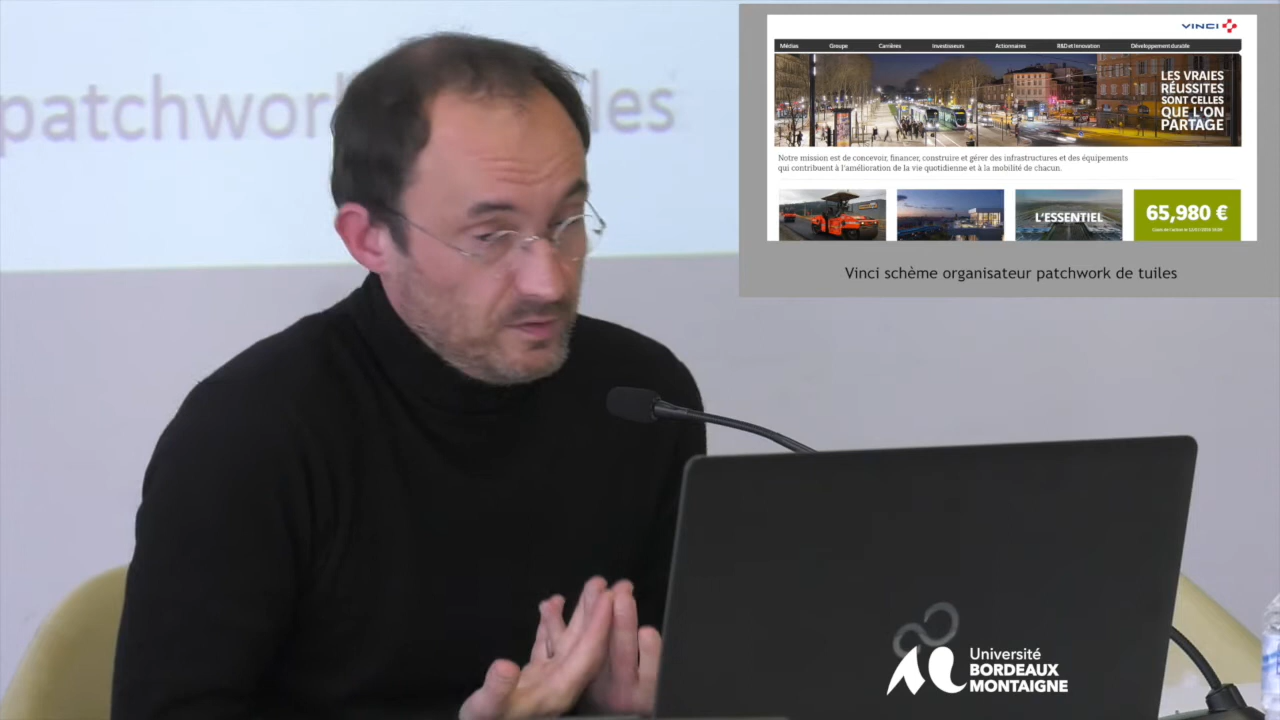 patchwork
les
VINCI
Médias Groupe Carrières Investisseurs Actionnaires R&D et Innovation Développement durable
LES VRAIES
RÉUSSITES
SONT CELLES
QUE L'ON
PARTAGE
Notre mission est de concevoir, financer, construire et gérer des infrastructures et des équipements
qui contribuent à l'amélioration de la vie quotidienne et à la mobilité de chacun.
L'ESSENTIEL
65,980 €
Vinci schème organisateur patchwork de tuiles
Université
BORDEAUX
MONTAIGNE